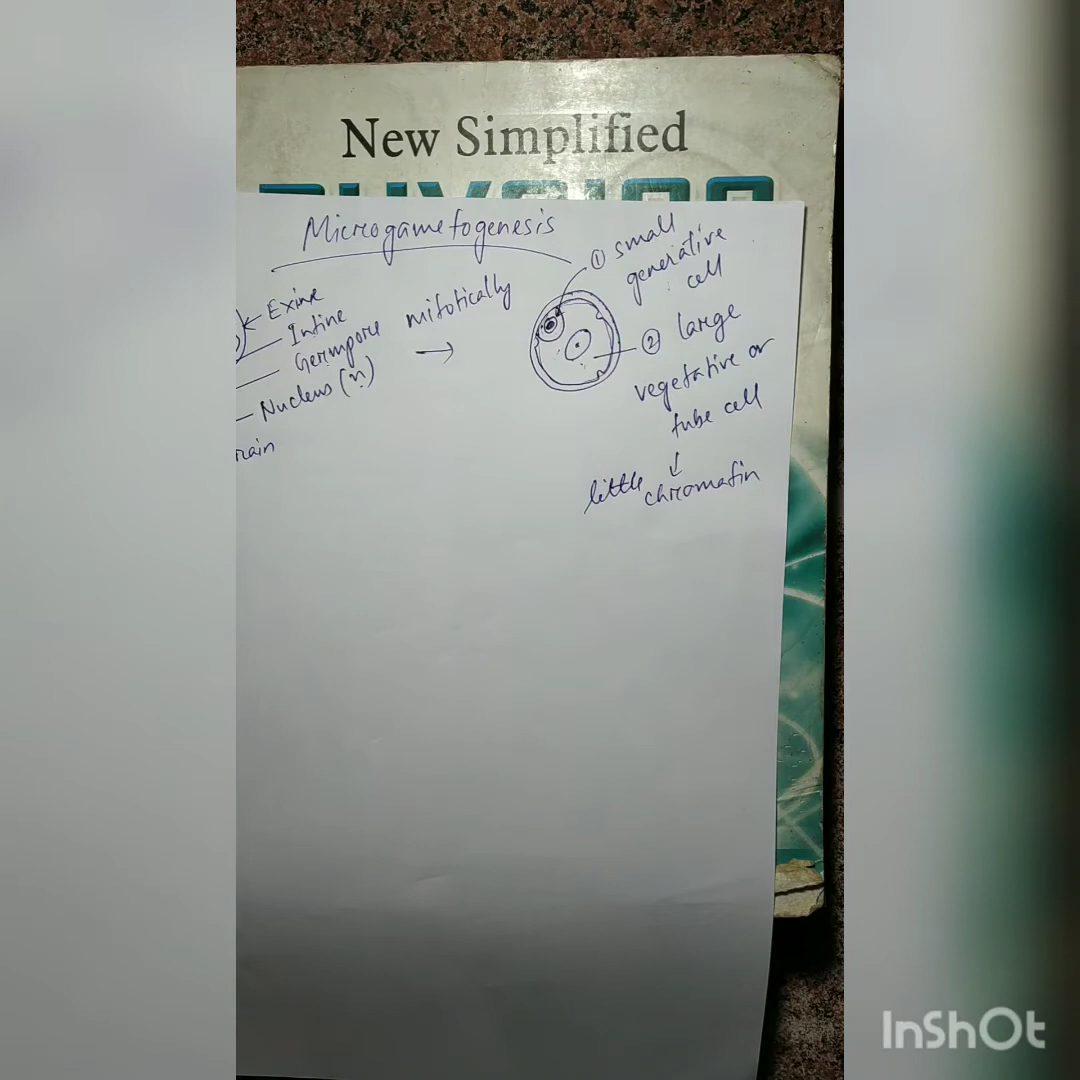 New Simplified
Microgametogenesis
Exine
Intine
Germpore
Nucleus (n)
mitotically
① small
generative
cell
② large
vegetative or
tube cell
little chromatin
InShOt